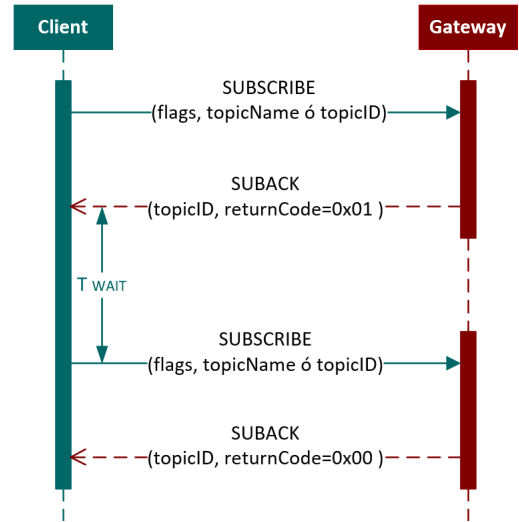 Client
Gateway
SUBSCRIBE
(flags, topicName ó topicID)
SUBACK
(topicID, returnCode=0x01 )
T WAIT
SUBSCRIBE
(flags, topicName ó topicID)
SUBACK
(topicID, returnCode=0x00 )